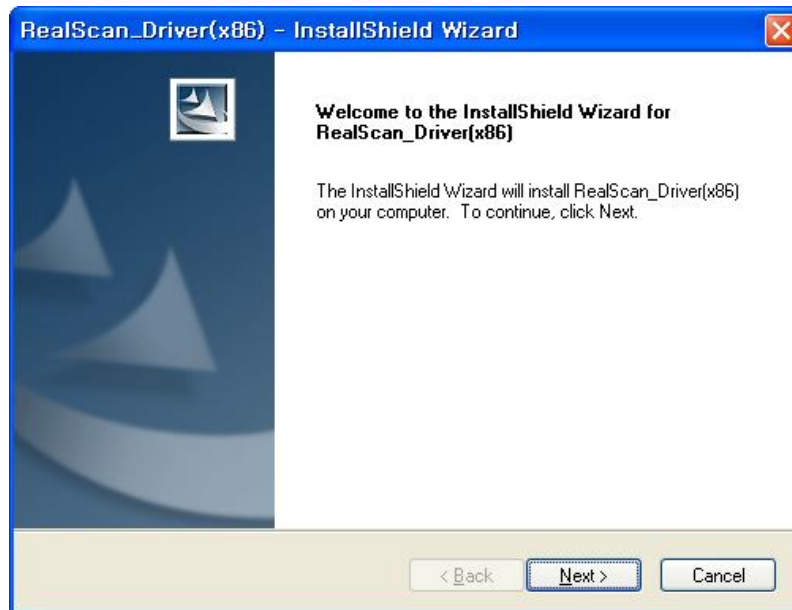 RealScan_Driver(x86) - InstallShield Wizard
Welcome to the InstallShield Wizard for
RealScan_Driver(x86)
The InstallShield Wizard will install RealScan_Driver(x86)
on your computer.  To continue, click Next.
< Back
Next >
Cancel